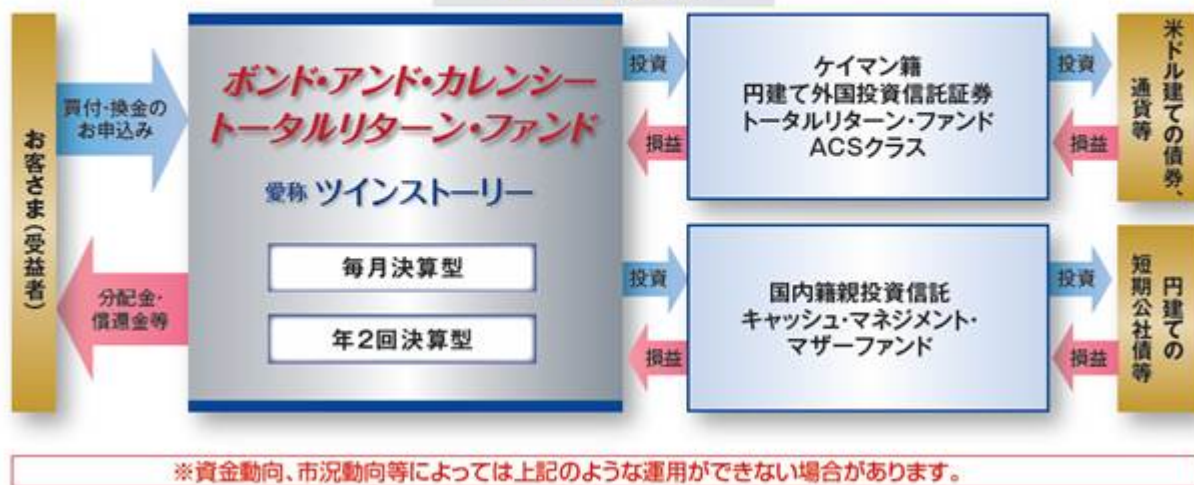 お客さま(受益者)
買付・換金の
お申込み
分配金・
償還金等
ボンド・アンド・カレンシー
トータルリターン・ファンド
愛称 ツインストーリー
毎月決算型
年2回決算型
投資
損益
ケイマン籍
円建て外国投資信託証券
トータルリターン・ファンド
ACSクラス
投資
損益
米ドル建ての債券、
通貨等
投資
損益
国内籍親投資信託
キャッシュ・マネジメント・
マザーファンド
投資
損益
円建ての
短期公社債等
※資金動向、市況動向等によっては上記のような運用ができない場合があります。